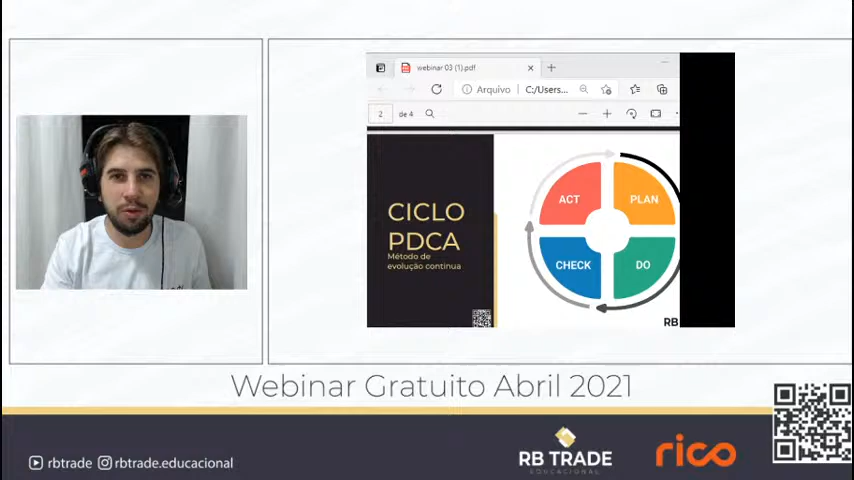 webinar 03 (1).pdf
Arquivo
C:/Users...
2
de 4
CICLO
PDCA
Método de
evolução continua
ACT
PLAN
CHECK
DO
RB
Webinar Gratuito Abril 2021
rbtrade
rbtrade.educacional
RB TRADE
EDUCACIONAL
rico